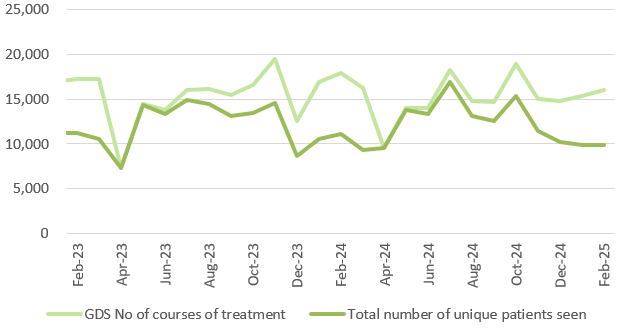 25,000
20,000
15,000
10,000
5,000
0
Feb-23
Apr-23
Jun-23
Aug-23
Oct-23
Dec-23
Feb-24
Apr-24
Jun-24
Aug-24
Oct-24
Dec-24
Feb-25
GDS No of courses of treatment
Total number of unique patients seen